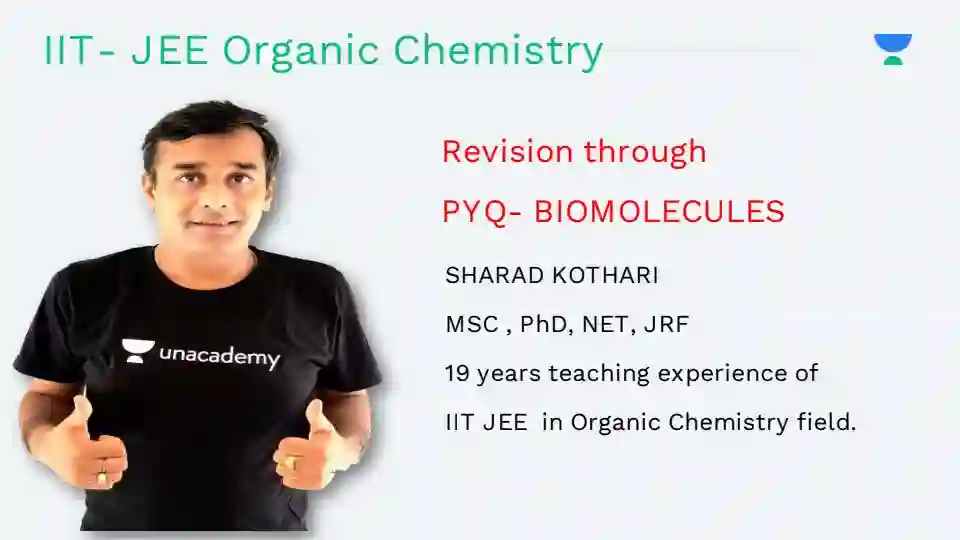 IIT- JEE Organic Chemistry
Revision through
PYQ- BIOMOLECULES
SHARAD KOTHARI
MSC , PhD, NET, JRF
19 years teaching experience of
IIT JEE in Organic Chemistry field.
unacademy